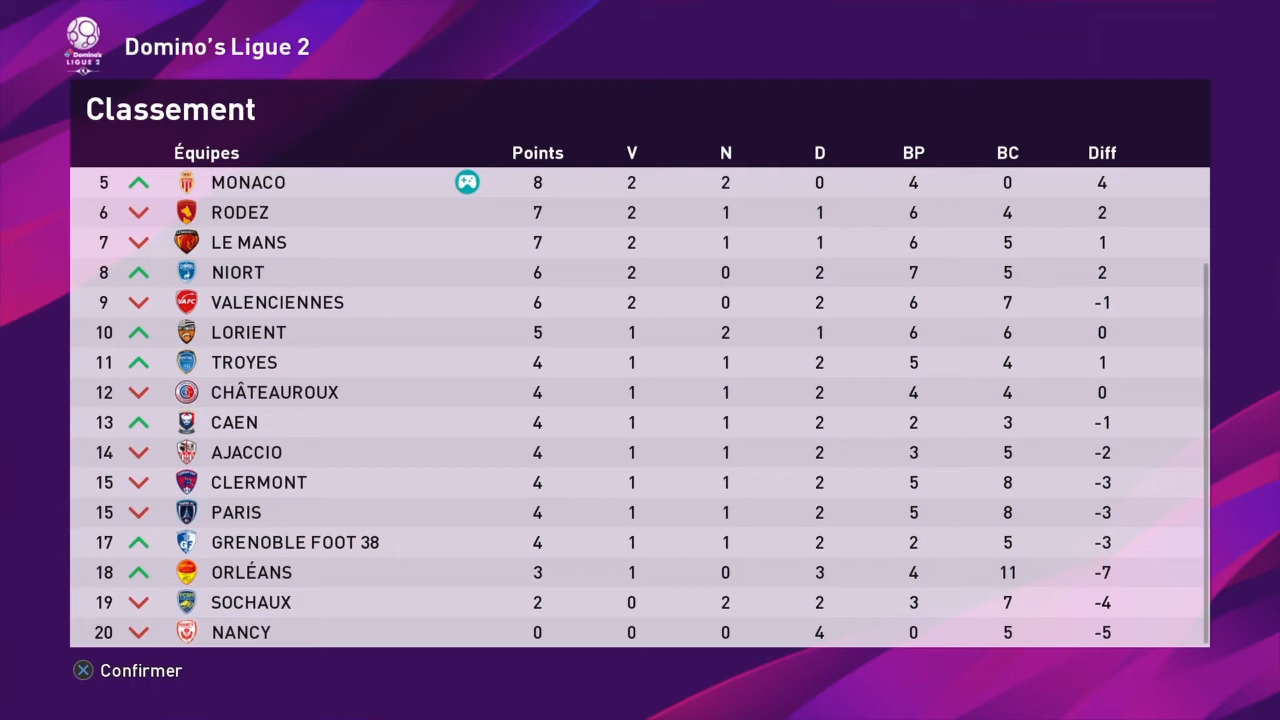 Domino's LIGUE 2
Domino's Ligue 2
Classement
Équipes Points V N D BP BC Diff
5 MONACO 8 2 2 0 4 0 4
6 RODEZ 7 2 1 1 6 4 2
7 LE MANS 7 2 1 1 6 5 1
8 NIORT 6 2 0 2 7 5 2
9 VALENCIENNES 6 2 0 2 6 7 -1
10 LORIENT 5 1 2 1 6 6 0
11 TROYES 4 1 1 2 5 4 1
12 CHÂTEAUROUX 4 1 1 2 4 4 0
13 CAEN 4 1 1 2 2 3 -1
14 AJACCIO 4 1 1 2 3 5 -2
15 CLERMONT 4 1 1 2 5 8 -3
15 PARIS 4 1 1 2 5 8 -3
17 GRENOBLE FOOT 38 4 1 1 2 2 5 -3
18 ORLÉANS 3 1 0 3 4 11 -7
19 SOCHAUX 2 0 2 2 3 7 -4
20 NANCY 0 0 0 4 0 5 -5
Confirmer